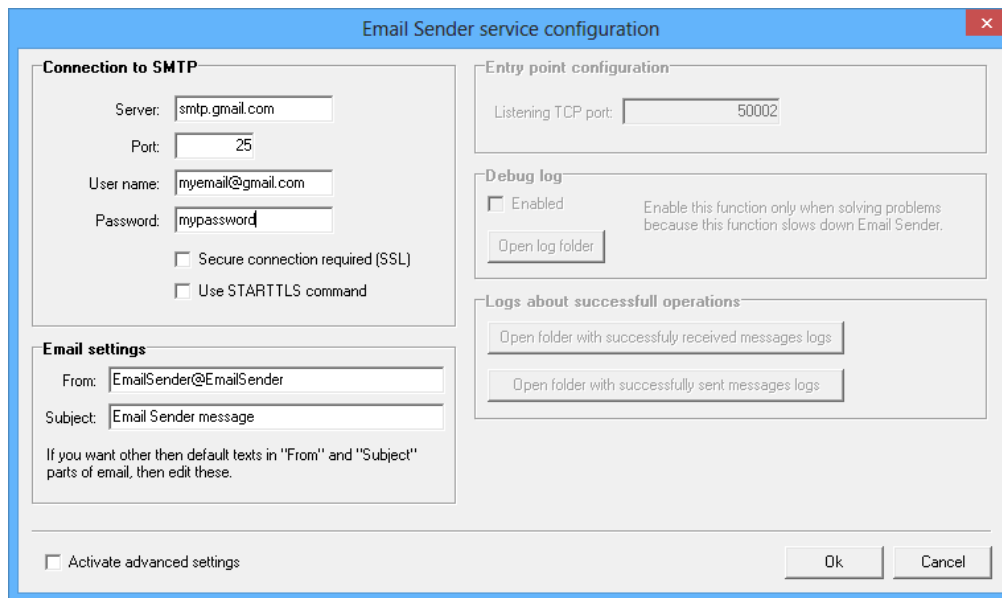 Email Sender service configuration
Connection to SMTP
Server: smtp.gmail.com
Port: 25
User name: myemail@gmail.com
Password: mypassword
Secure connection required (SSL)
Use STARTTLS command
Email settings
From: EmailSender@EmailSender
Subject: Email Sender message
If you want other then default texts in "From" and "Subject"
parts of email, then edit these.
Entry point configuration
Listening TCP port: 50002
Debug log
Enabled
Enable this function only when solving problems
because this function slows down Email Sender.
Open log folder
Logs about successfull operations
Open folder with successfuly received messages logs
Open folder with successfully sent messages logs
Activate advanced settings
Ok
Cancel